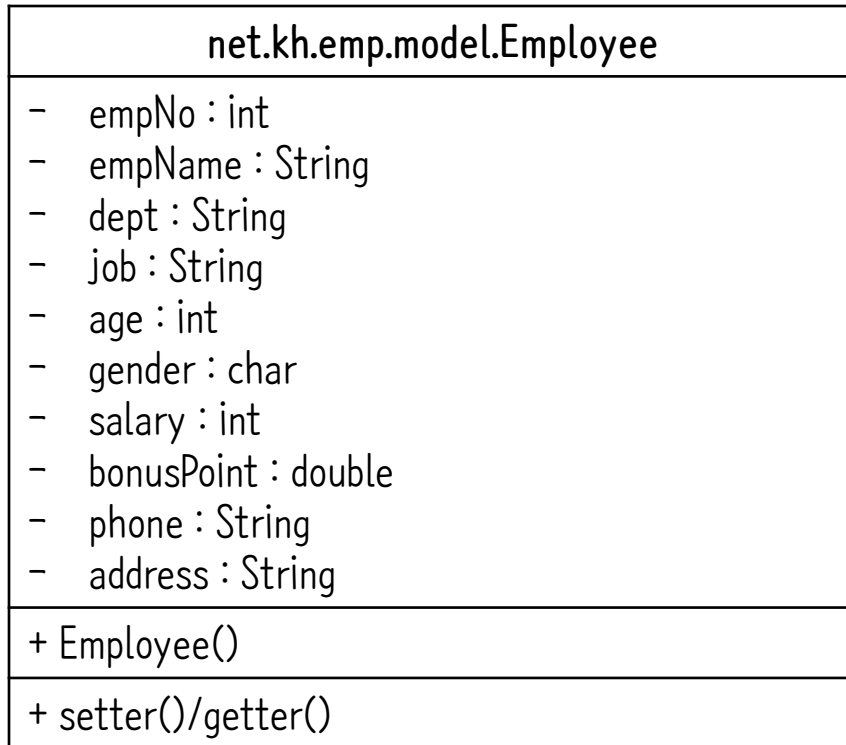 net.kh.emp.model.Employee
- empNo : int
- empName : String
- dept : String
- job : String
- age : int
- gender : char
- salary : int
- bonusPoint : double
- phone : String
- address : String
+ Employee()
+ setter()/getter()